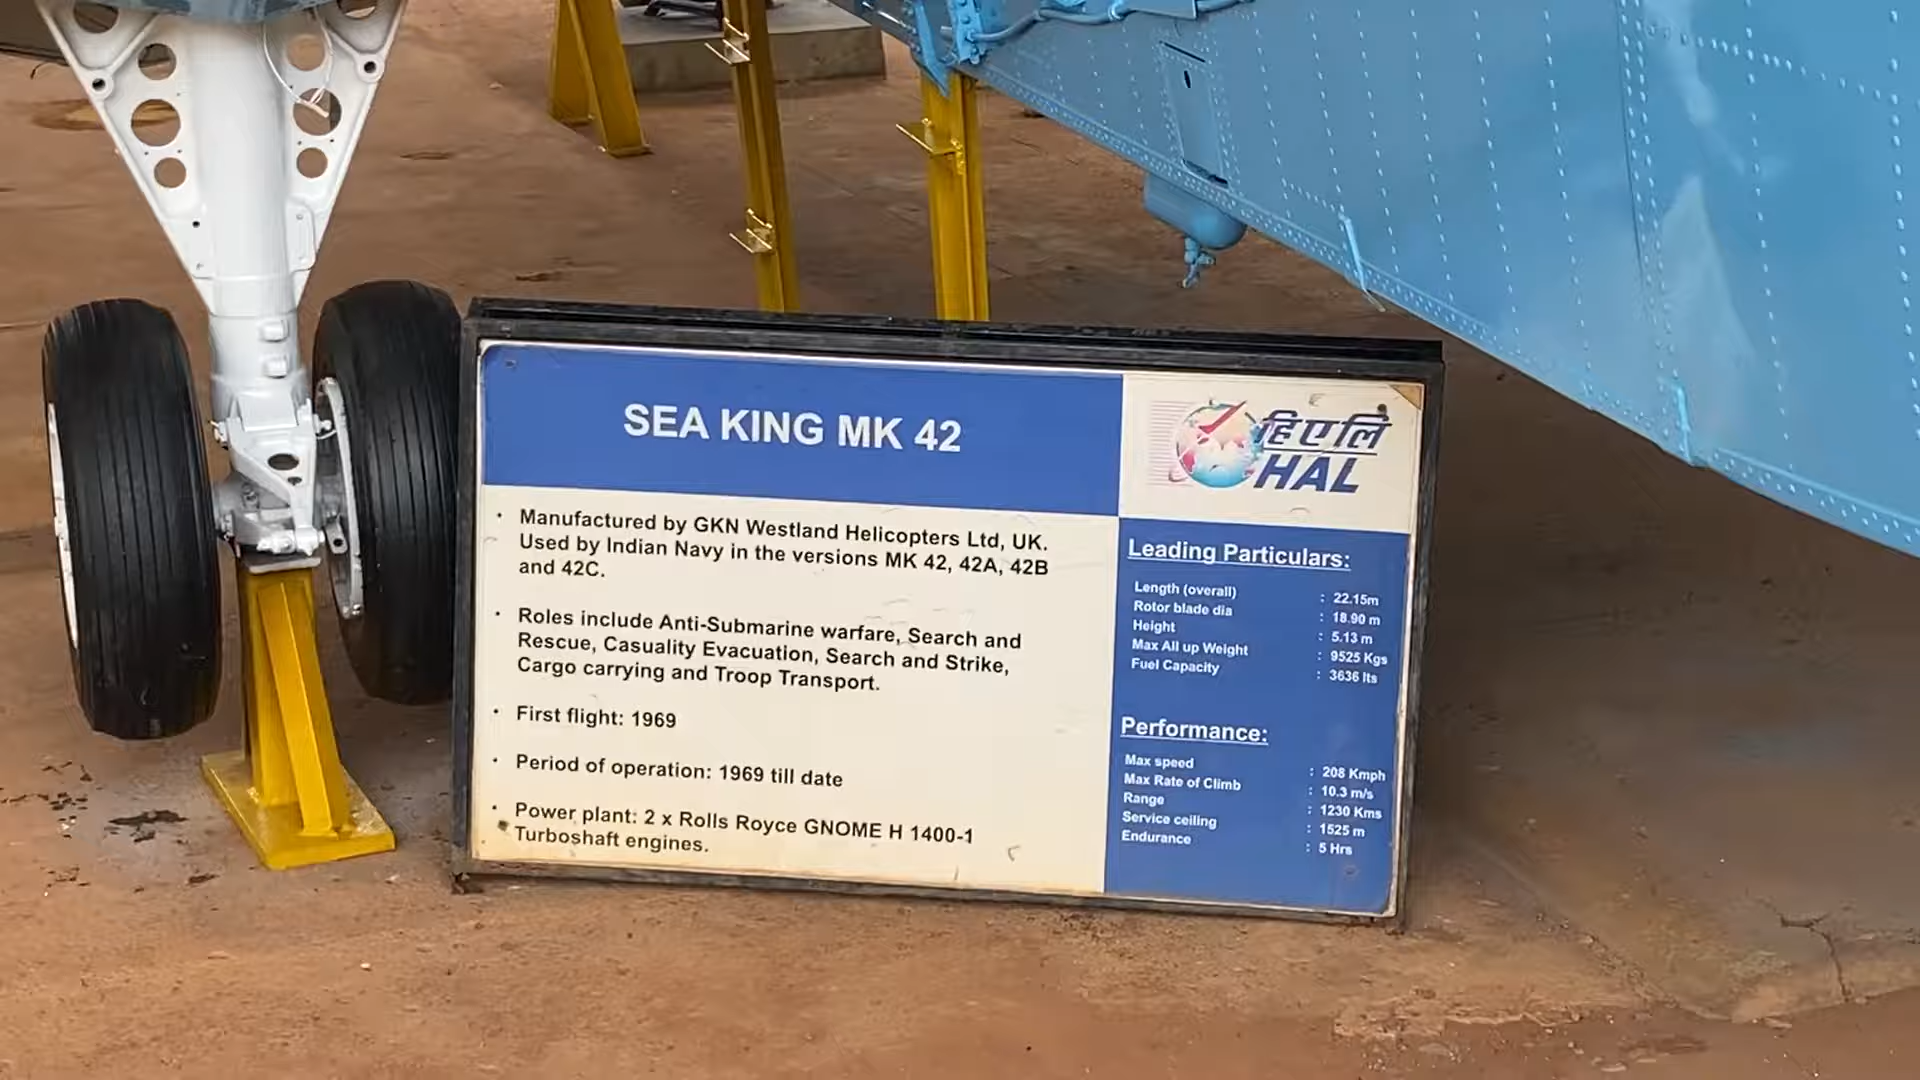 SEA KING MK 42
हिएलि
HAL
· Manufactured by GKN Westland Helicopters Ltd, UK.
Used by Indian Navy in the versions MK 42, 42A, 42B
and 42C.
· Roles include Anti-Submarine warfare, Search and
Rescue, Casuality Evacuation, Search and Strike,
Cargo carrying and Troop Transport.
· First flight: 1969
· Period of operation: 1969 till date
· Power plant: 2 x Rolls Royce GNOME H 1400-1
Turboshaft engines.
Leading Particulars:
Length (overall) : 22.15m
Rotor blade dia : 18.90 m
Height : 5.13 m
Max All up Weight : 9525 Kgs
Fuel Capacity : 3636 lts
Performance:
Max speed : 208 Kmph
Max Rate of Climb : 10.3 m/s
Range : 1230 Kms
Service ceiling : 1525 m
Endurance : 5 Hrs